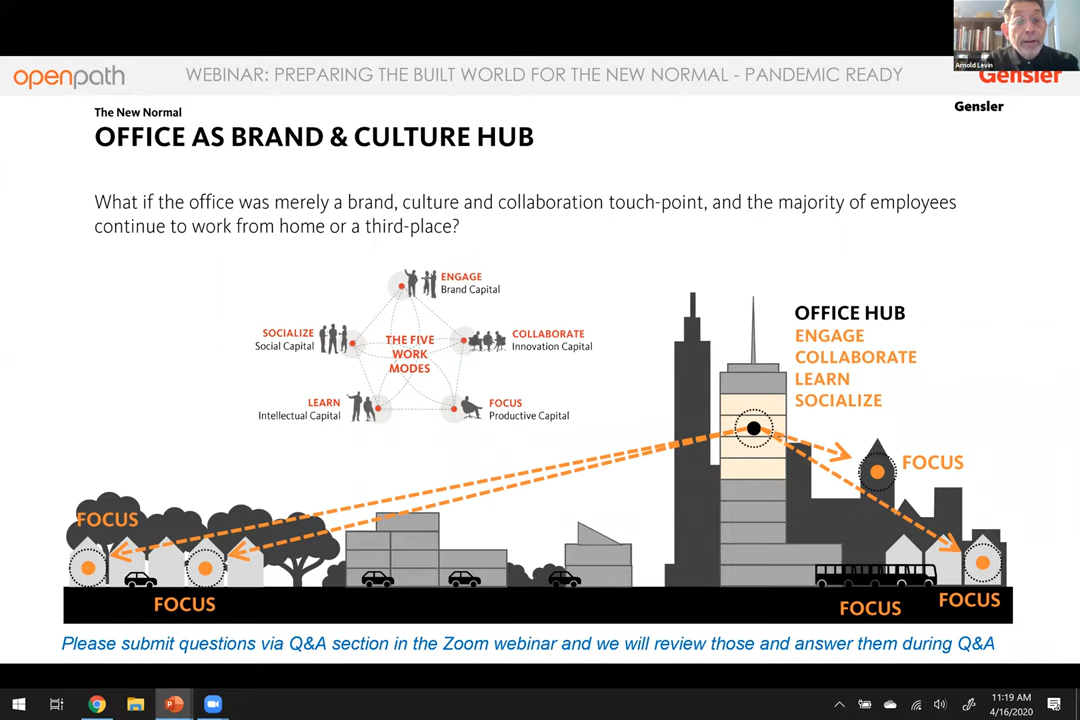 openpath
WEBINAR: PREPARING THE BUILT WORLD FOR THE NEW NORMAL - PANDEMIC READY
Arnold Levin
Gensler
The New Normal
Gensler
OFFICE AS BRAND & CULTURE HUB
What if the office was merely a brand, culture and collaboration touch-point, and the majority of employees
continue to work from home or a third-place?
ENGAGE
Brand Capital
SOCIALIZE
Social Capital
THE FIVE
WORK
MODES
COLLABORATE
Innovation Capital
LEARN
Intellectual Capital
FOCUS
Productive Capital
OFFICE HUB
ENGAGE
COLLABORATE
LEARN
SOCIALIZE
FOCUS
FOCUS
FOCUS
FOCUS
FOCUS
Please submit questions via Q&A section in the Zoom webinar and we will review those and answer them during Q&A
11:19 AM
4/16/2020